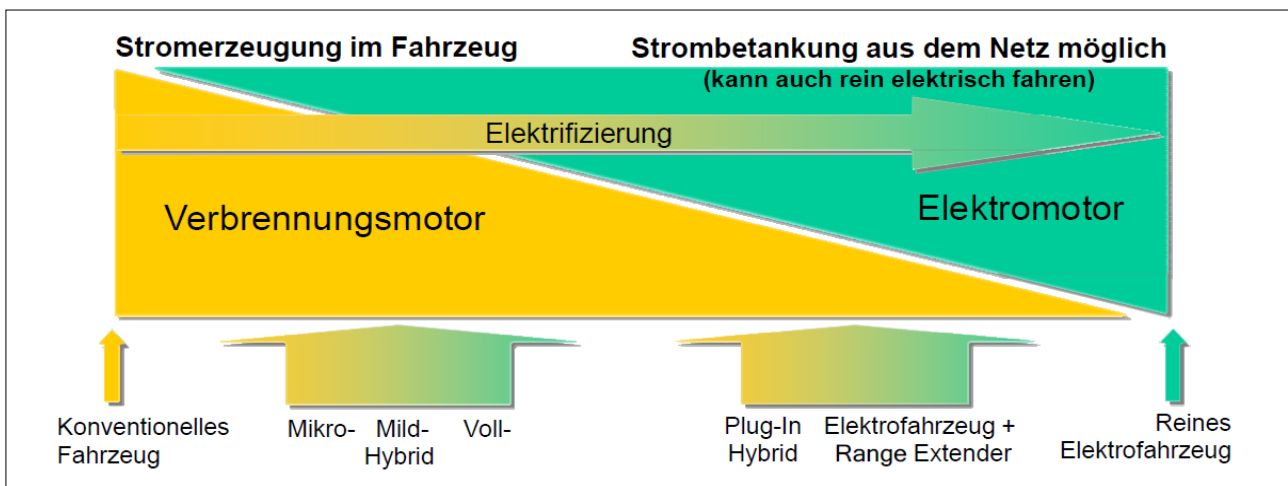 Stromerzeugung im Fahrzeug
Strombetankung aus dem Netz möglich
(kann auch rein elektrisch fahren)
Elektrifizierung
Verbrennungsmotor
Elektromotor
Konventionelles
Fahrzeug
Mikro- Mild- Voll-
Hybrid
Plug-In
Hybrid
Elektrofahrzeug +
Range Extender
Reines
Elektrofahrzeug